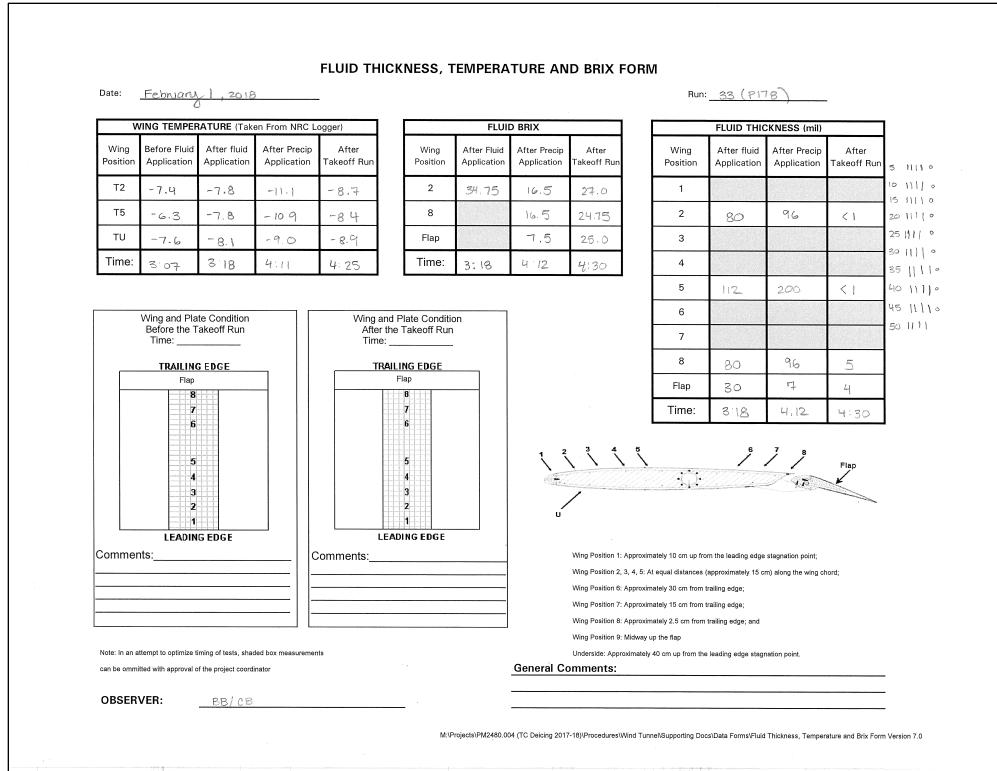 FLUID THICKNESS, TEMPERATURE AND BRIX FORM
Date: February 1, 2018 Run: 33 (P17B)
WING TEMPERATURE (Taken From NRC Logger)
Wing Position Before Fluid Application After fluid Application After Precip Application After Takeoff Run
T2 -7.4 -7.8 -11.1 -8.7
T5 -6.3 -7.8 -10.9 -8.4
TU -7.6 -8.1 -9.0 -8.9
Time: 3:07 3:18 4:11 4:25
FLUID BRIX
Wing Position After Fluid Application After Precip Application After Takeoff Run
2 34.75 16.5 27.0
8 16.5 24.75
Flap 7.5 25.0
Time: 3:18 4:12 4:30
FLUID THICKNESS (mil)
Wing Position After fluid Application After Precip Application After Takeoff Run
1
2 80 96 <1
3
4
5 112 200 <1
6
7
8 80 96 5
Flap 30 7 4
Time: 3:18 4:12 4:30
5 |||| o
10 |||| o
15 |||| o
20 |||| o
25 |||| o
30 |||| o
35 |||| o
40 |||| o
45 |||| o
50 ||||
Wing and Plate Condition
Before the Takeoff Run
Time:
TRAILING EDGE
Flap
8
7
6
5
4
3
2
1
LEADING EDGE
Comments:
Wing and Plate Condition
After the Takeoff Run
Time:
TRAILING EDGE
Flap
8
7
6
5
4
3
2
1
LEADING EDGE
Comments:
1 2 3 4 5 6 7 8
Flap
U
Wing Position 1: Approximately 10 cm up from the leading edge stagnation point;
Wing Position 2, 3, 4, 5: At equal distances (approximately 15 cm) along the wing chord;
Wing Position 6: Approximately 30 cm from trailing edge;
Wing Position 7: Approximately 15 cm from trailing edge;
Wing Position 8: Approximately 2.5 cm from trailing edge; and
Wing Position 9: Midway up the flap
Underside: Approximately 40 cm up from the leading edge stagnation point.
Note: In an attempt to optimize timing of tests, shaded box measurements
can be ommitted with approval of the project coordinator
General Comments:
OBSERVER: BB/CB
M:\Projects\PM2480.004 (TC Deicing 2017-18)\Procedures\Wind Tunnel\Supporting Docs\Data Forms\Fluid Thickness, Temperature and Brix Form Version 7.0